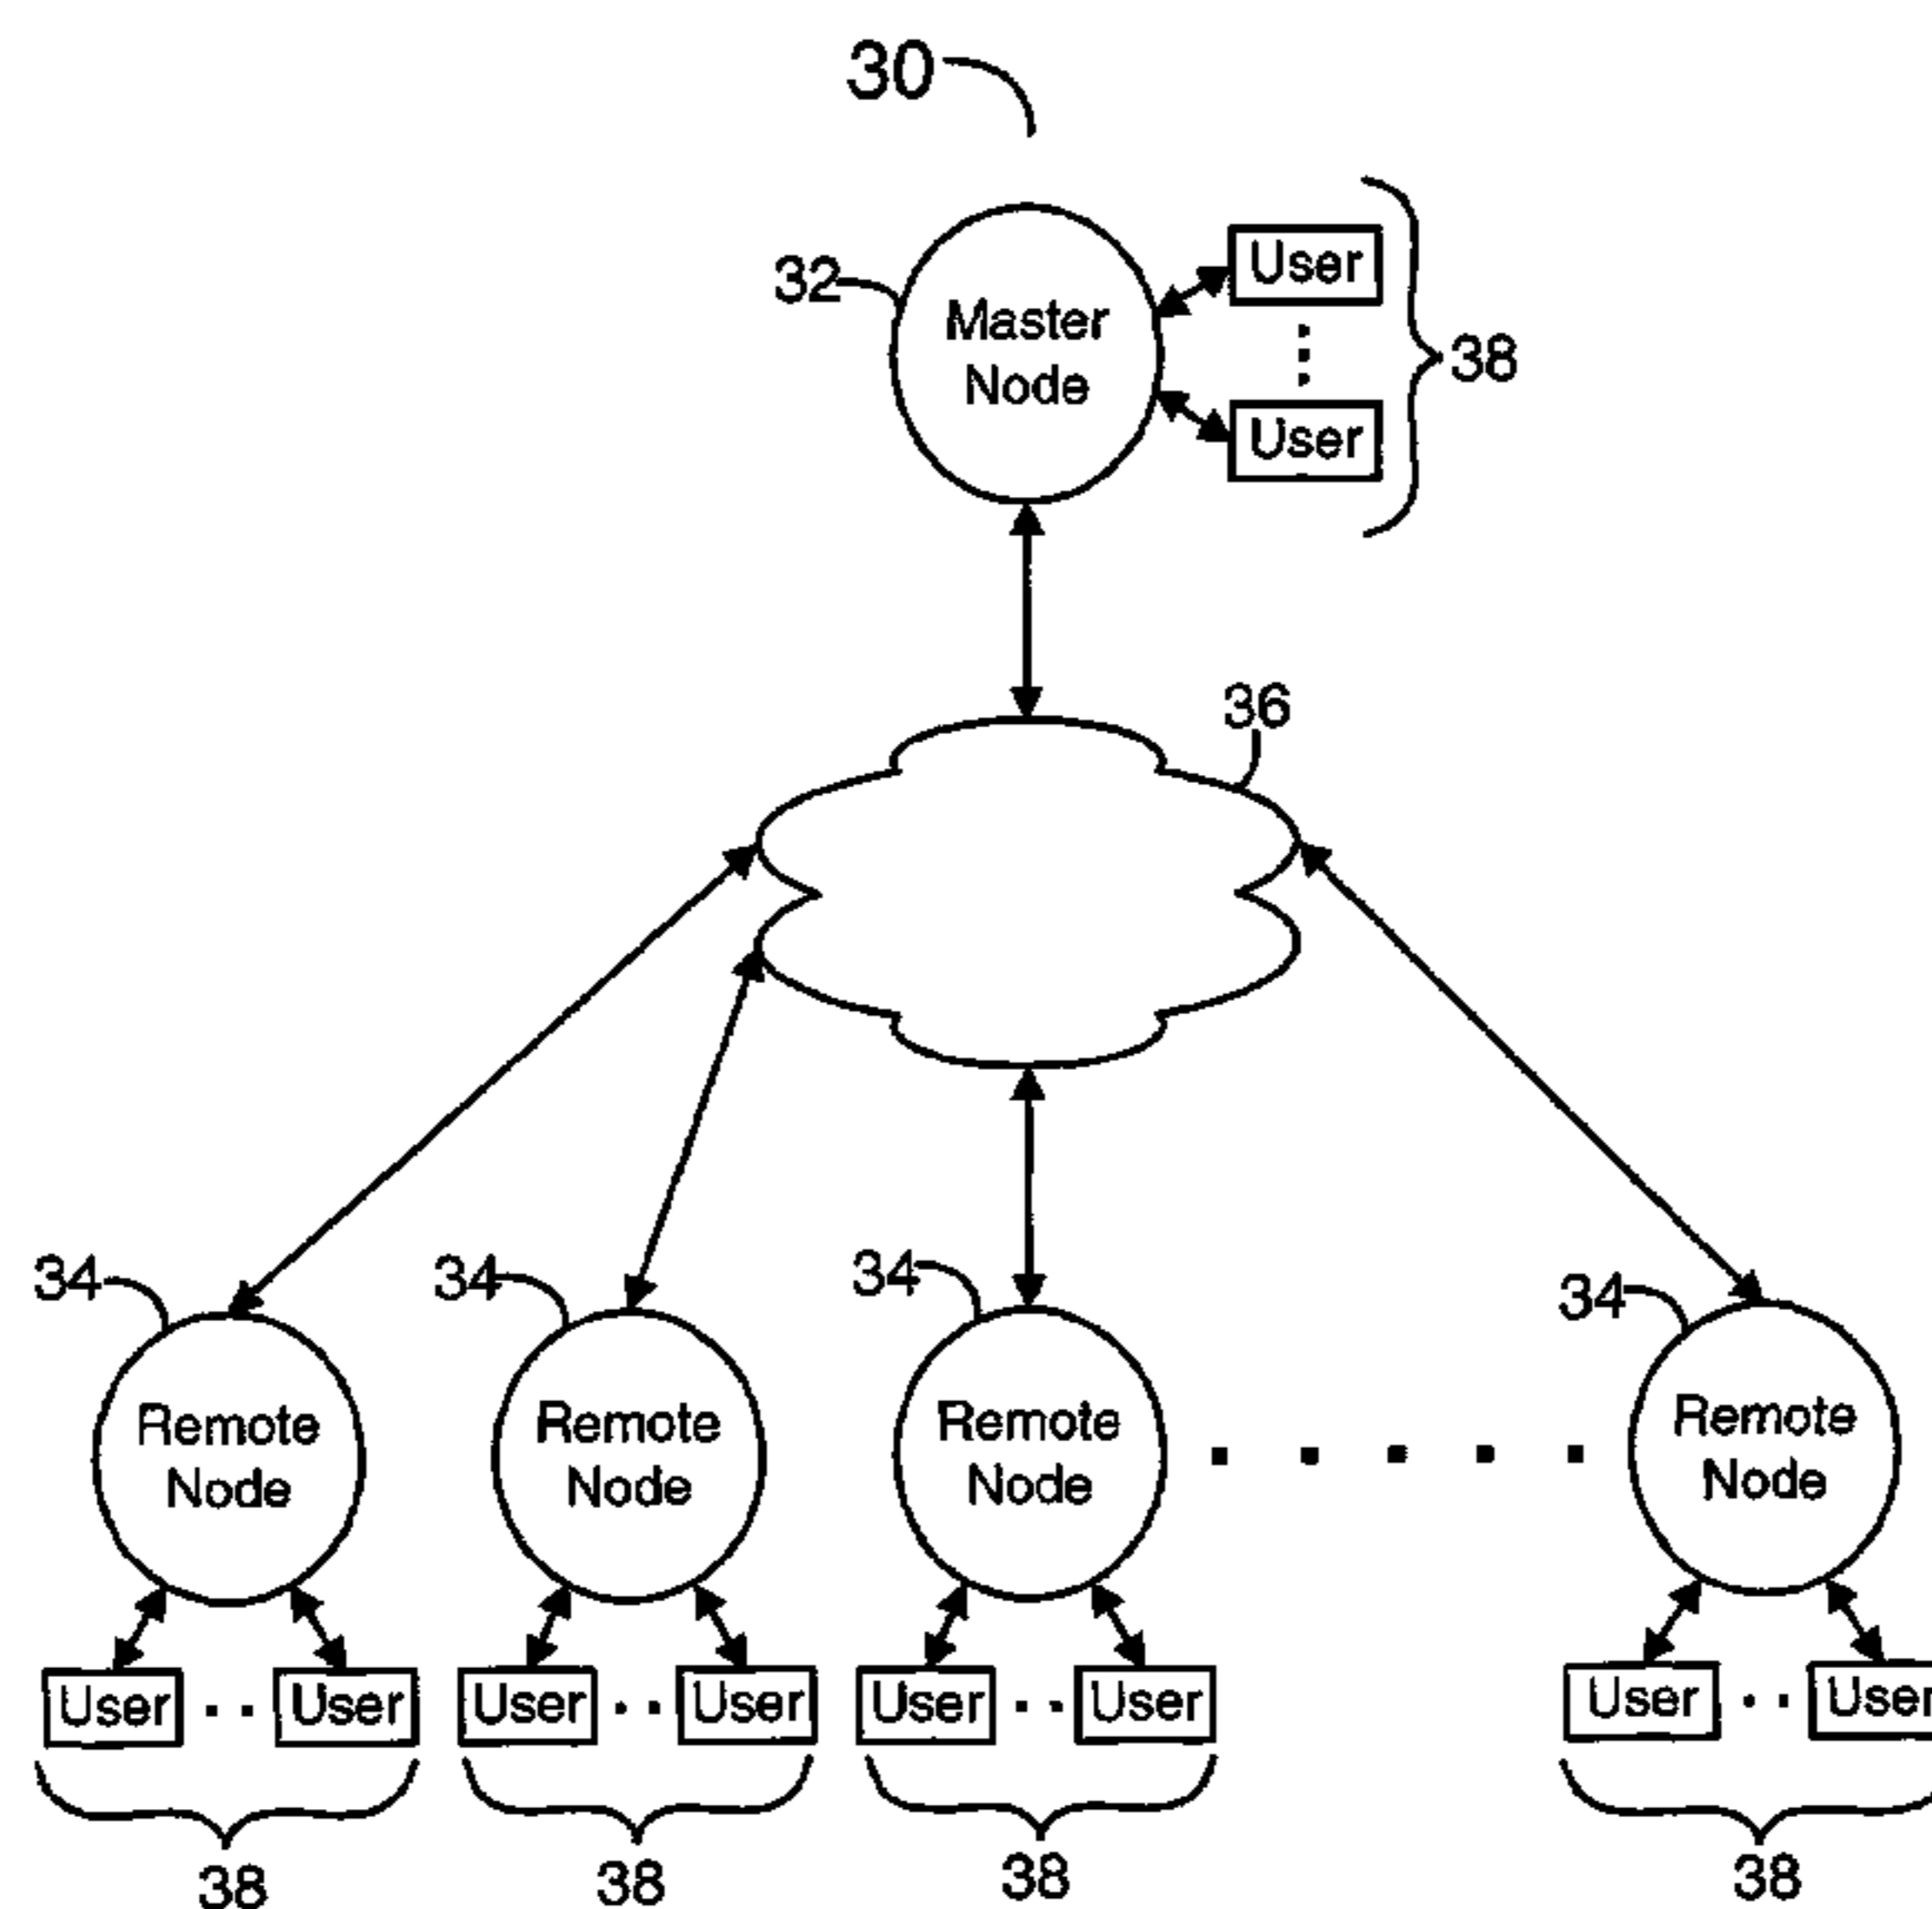 30
32
Master
Node
User
User
38
36
34
34
34
34
Remote
Node
Remote
Node
Remote
Node
Remote
Node
User
User
User
User
User
User
User
User
38
38
38
38